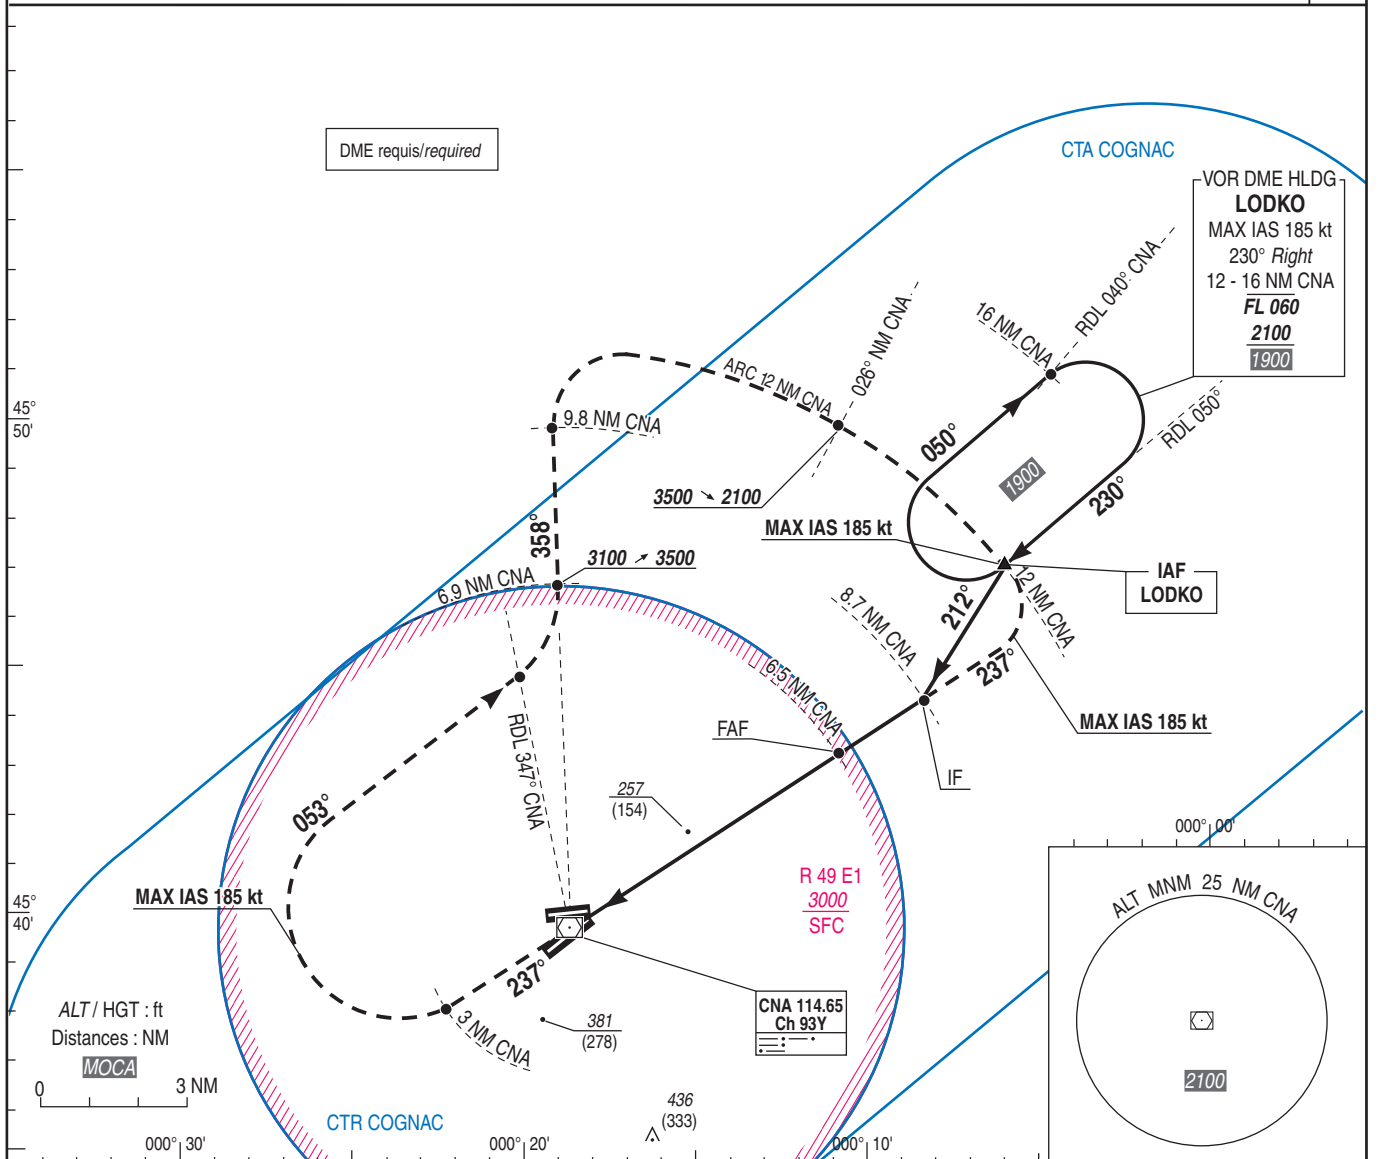 DME requis/required
CTA COGNAC
VOR DME HLDG
LODKO
MAX IAS 185 kt
230° Right
12 - 16 NM CNA
FL 060
2100
1900
RDL 040° CNA
16 NM CNA
026° NM CNA
ARC 12 NM CNA
9.8 NM CNA
45°
50'
RDL 050°
050°
1900
230°
3500 ➘ 2100
MAX IAS 185 kt
358°
3100 ➚ 3500
6.9 NM CNA
IAF
LODKO
12 NM CNA
212°
8.7 NM CNA
237°
6.5 NM CNA
MAX IAS 185 kt
FAF
IF
RDL 347° CNA
257
(154)
053°
000° 00'
R 49 E1
3000
SFC
MAX IAS 185 kt
45°
40'
ALT MNM 25 NM CNA
237°
CNA 114.65
Ch 93Y
ALT / HGT : ft
Distances : NM
MOCA
0 3 NM
3 NM CNA
381
(278)
2100
436
(333)
CTR COGNAC
000° 30'
000° 20'
000° 10'